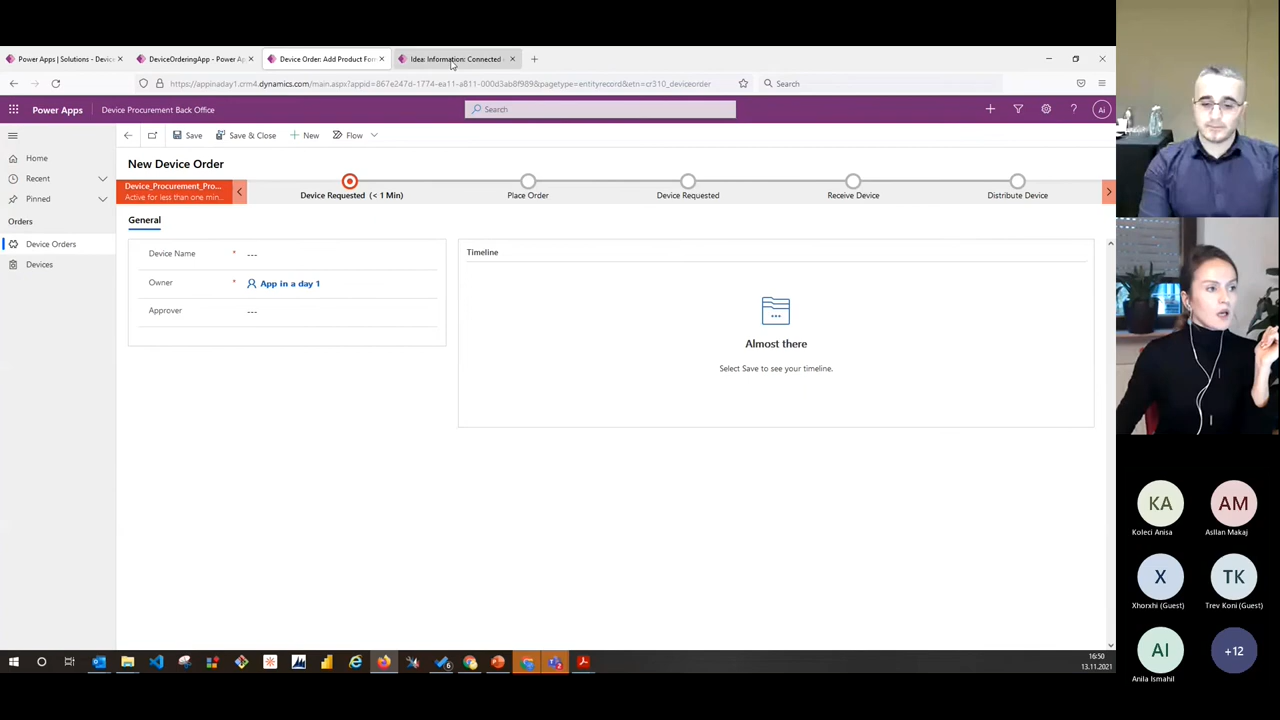 Power Apps | Solutions - Device
DeviceOrderingApp - Power Ap
Device Order: Add Product For
Idea: Information: Connected
https://appinaday1.crm4.dynamics.com/main.aspx?appid=867e247d-1774-ea11-a811-000d3ab8f989&pagetype=entityrecord&etn=cr310_deviceorder
Search
Power Apps
Device Procurement Back Office
Search
Ai
Save
Save & Close
New
Flow
Home
Recent
Pinned
Orders
Device Orders
Devices
New Device Order
Device_Procurement_Pro...
Active for less than one min...
Device Requested (< 1 Min)
Place Order
Device Requested
Receive Device
Distribute Device
General
Device Name * ---
Owner * App in a day 1
Approver ---
Timeline
Almost there
Select Save to see your timeline.
KA
Koleci Anisa
AM
Asllan Makaj
X
Xhorxhi (Guest)
TK
Trev Koni (Guest)
AI
Anila Ismahil
+12
6
16:50
13.11.2021